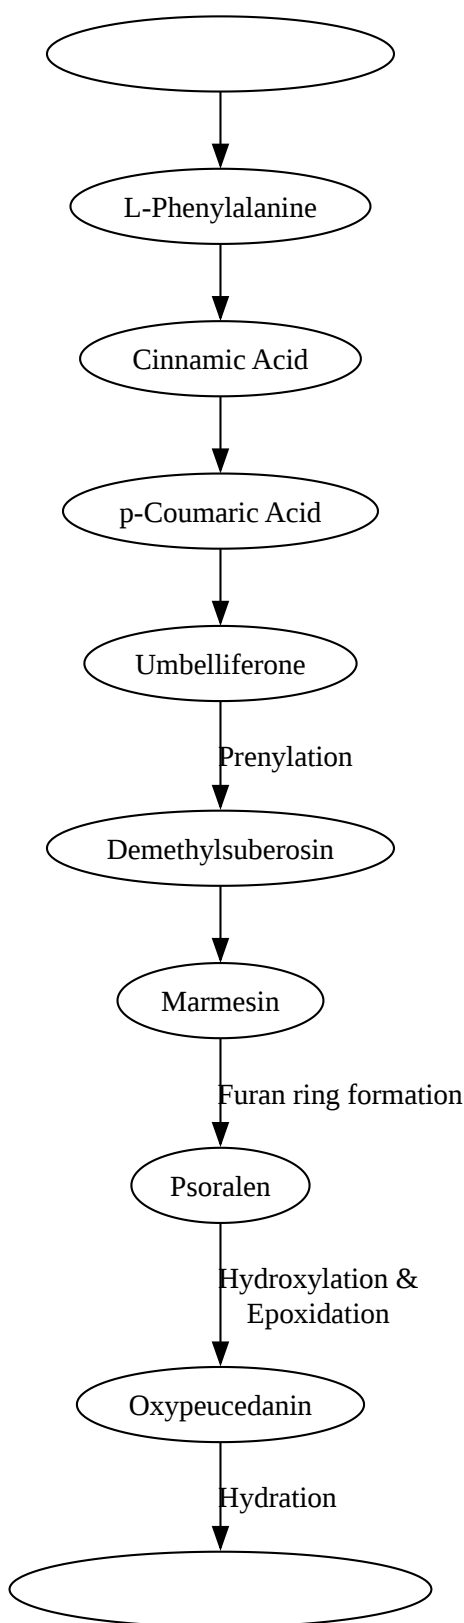 L-Phenylalanine
Cinnamic Acid
p-Coumaric Acid
Umbelliferone
Prenylation
Demethylsuberosin
Marmesin
Furan ring formation
Psoralen
Hydroxylation &
Epoxidation
Oxypeucedanin
Hydration